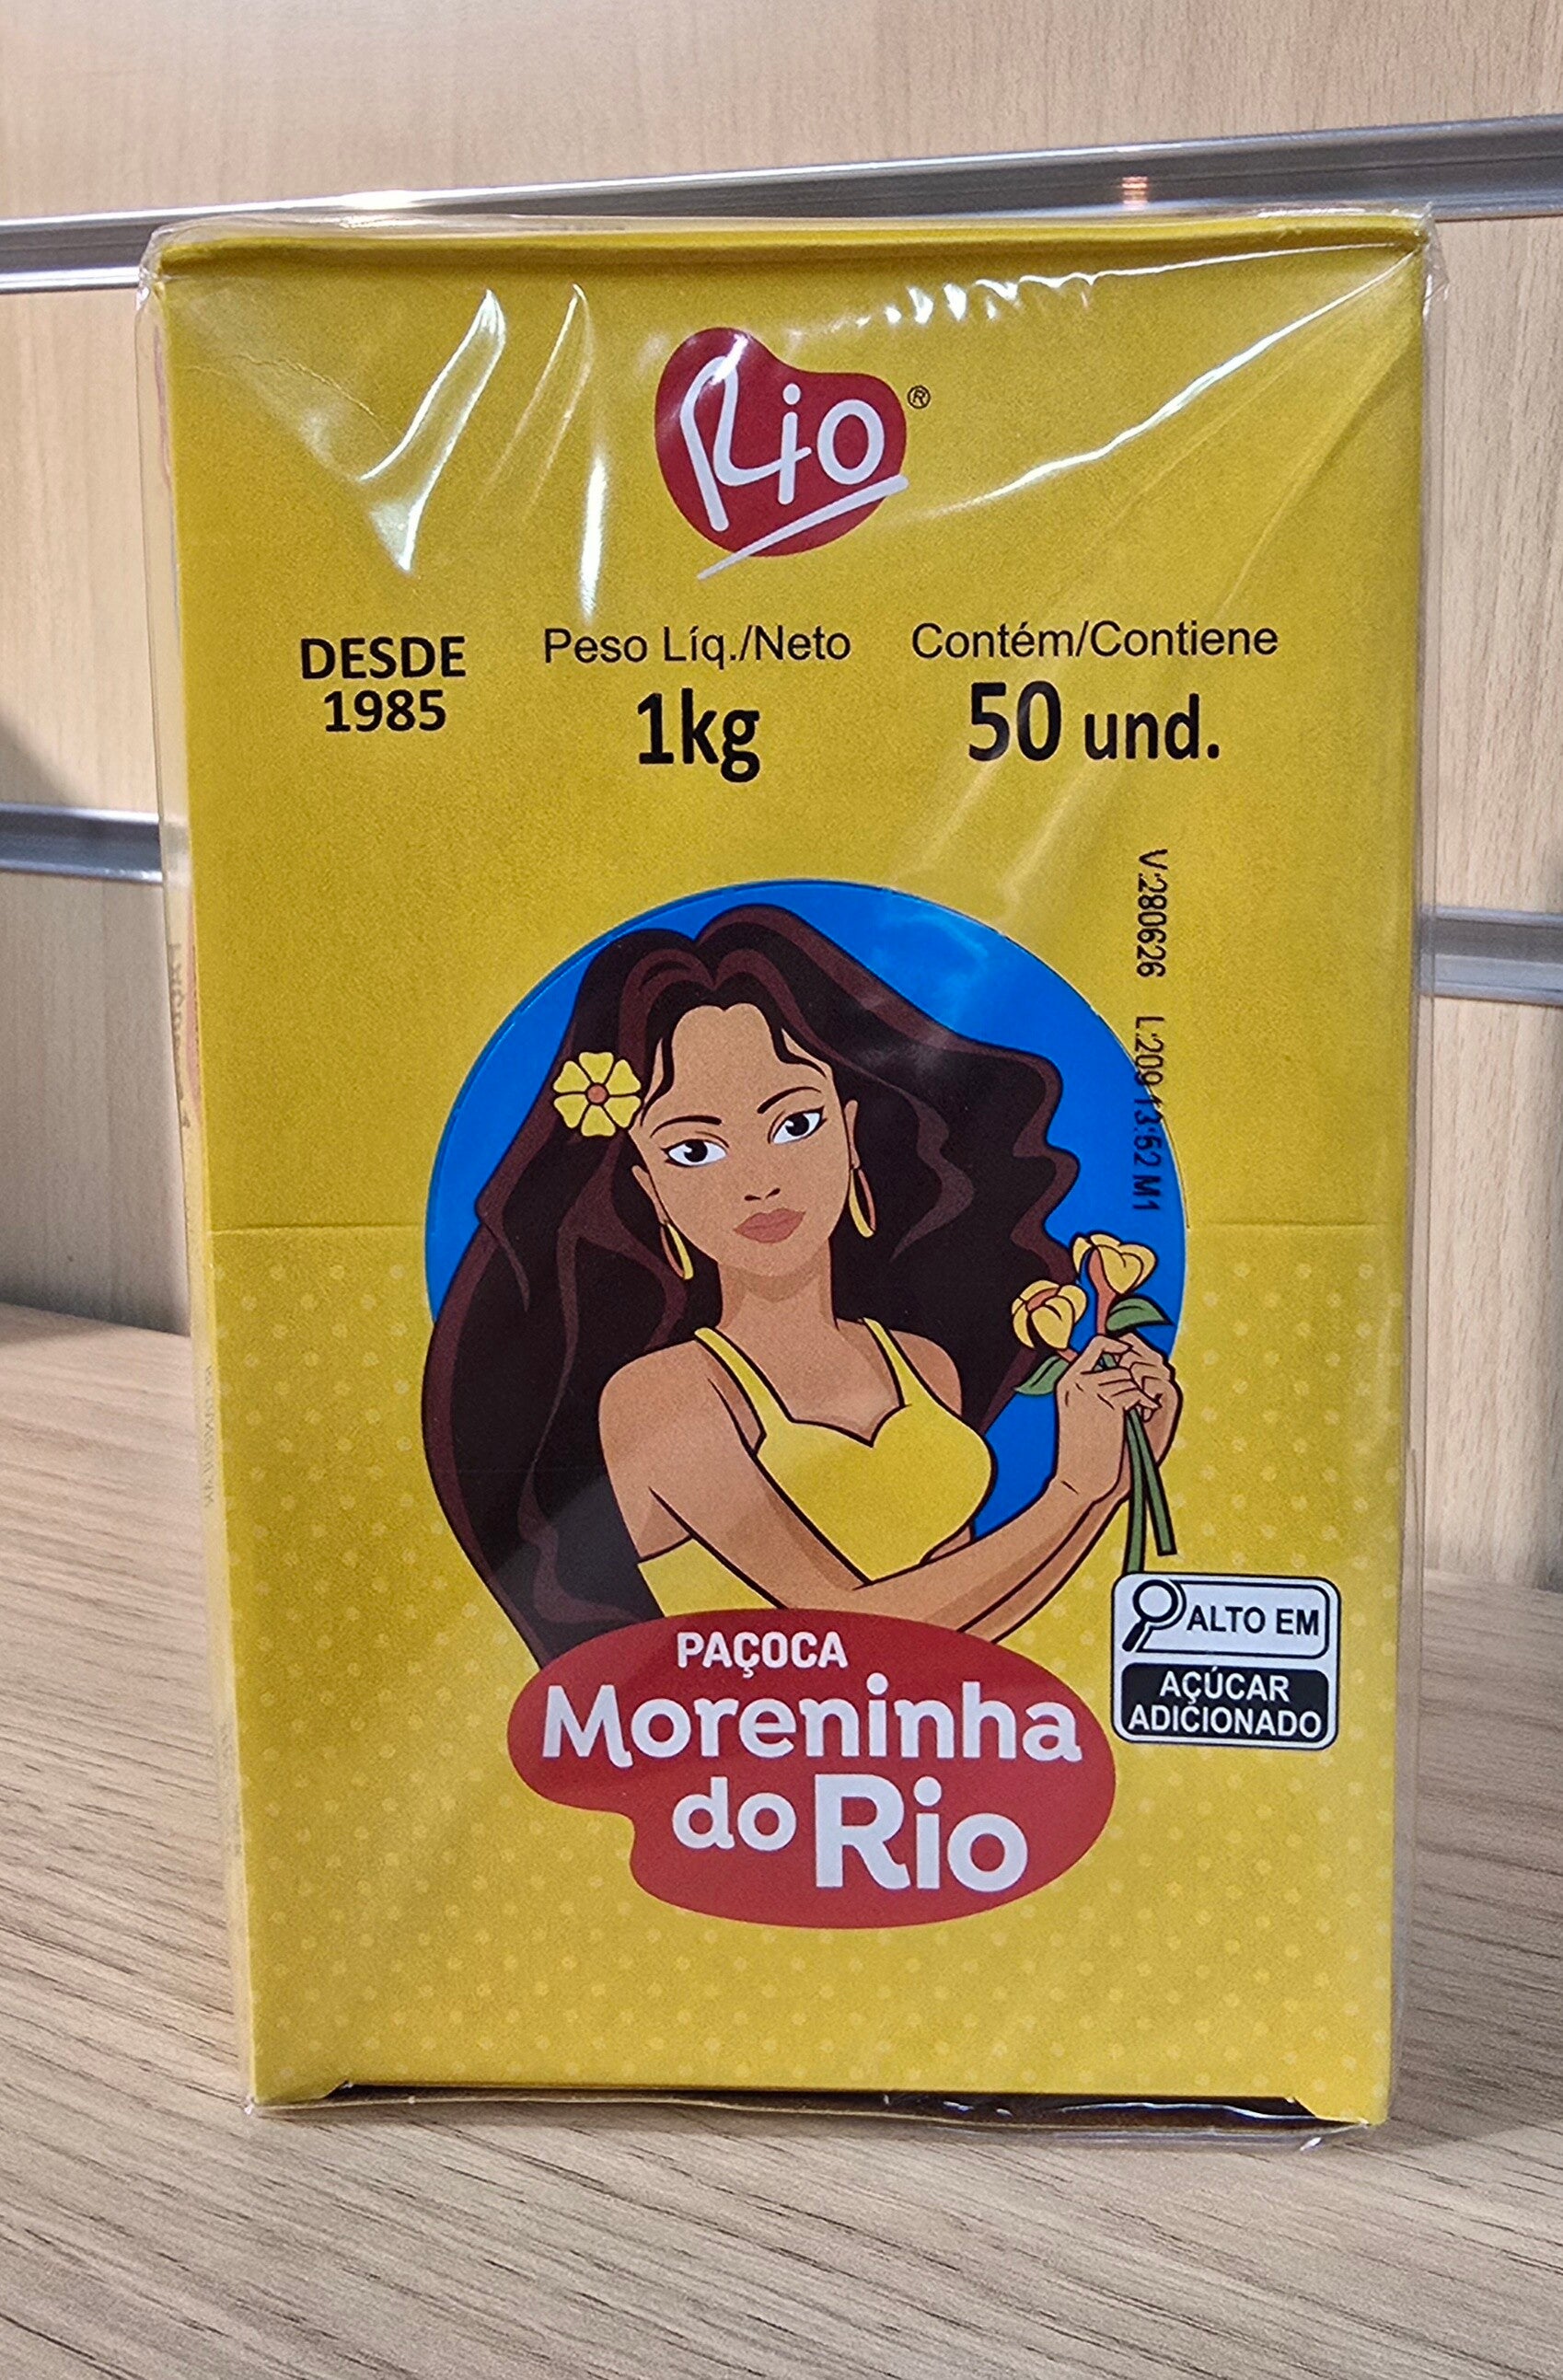 Rio®
DESDE
1985
Peso Líq./Neto
1kg
Contém/Contiene
50 und.
V:280626 L:209 13:62 M1
ALTO EM
AÇÚCAR
ADICIONADO
PAÇOCA
Moreninha
do Rio